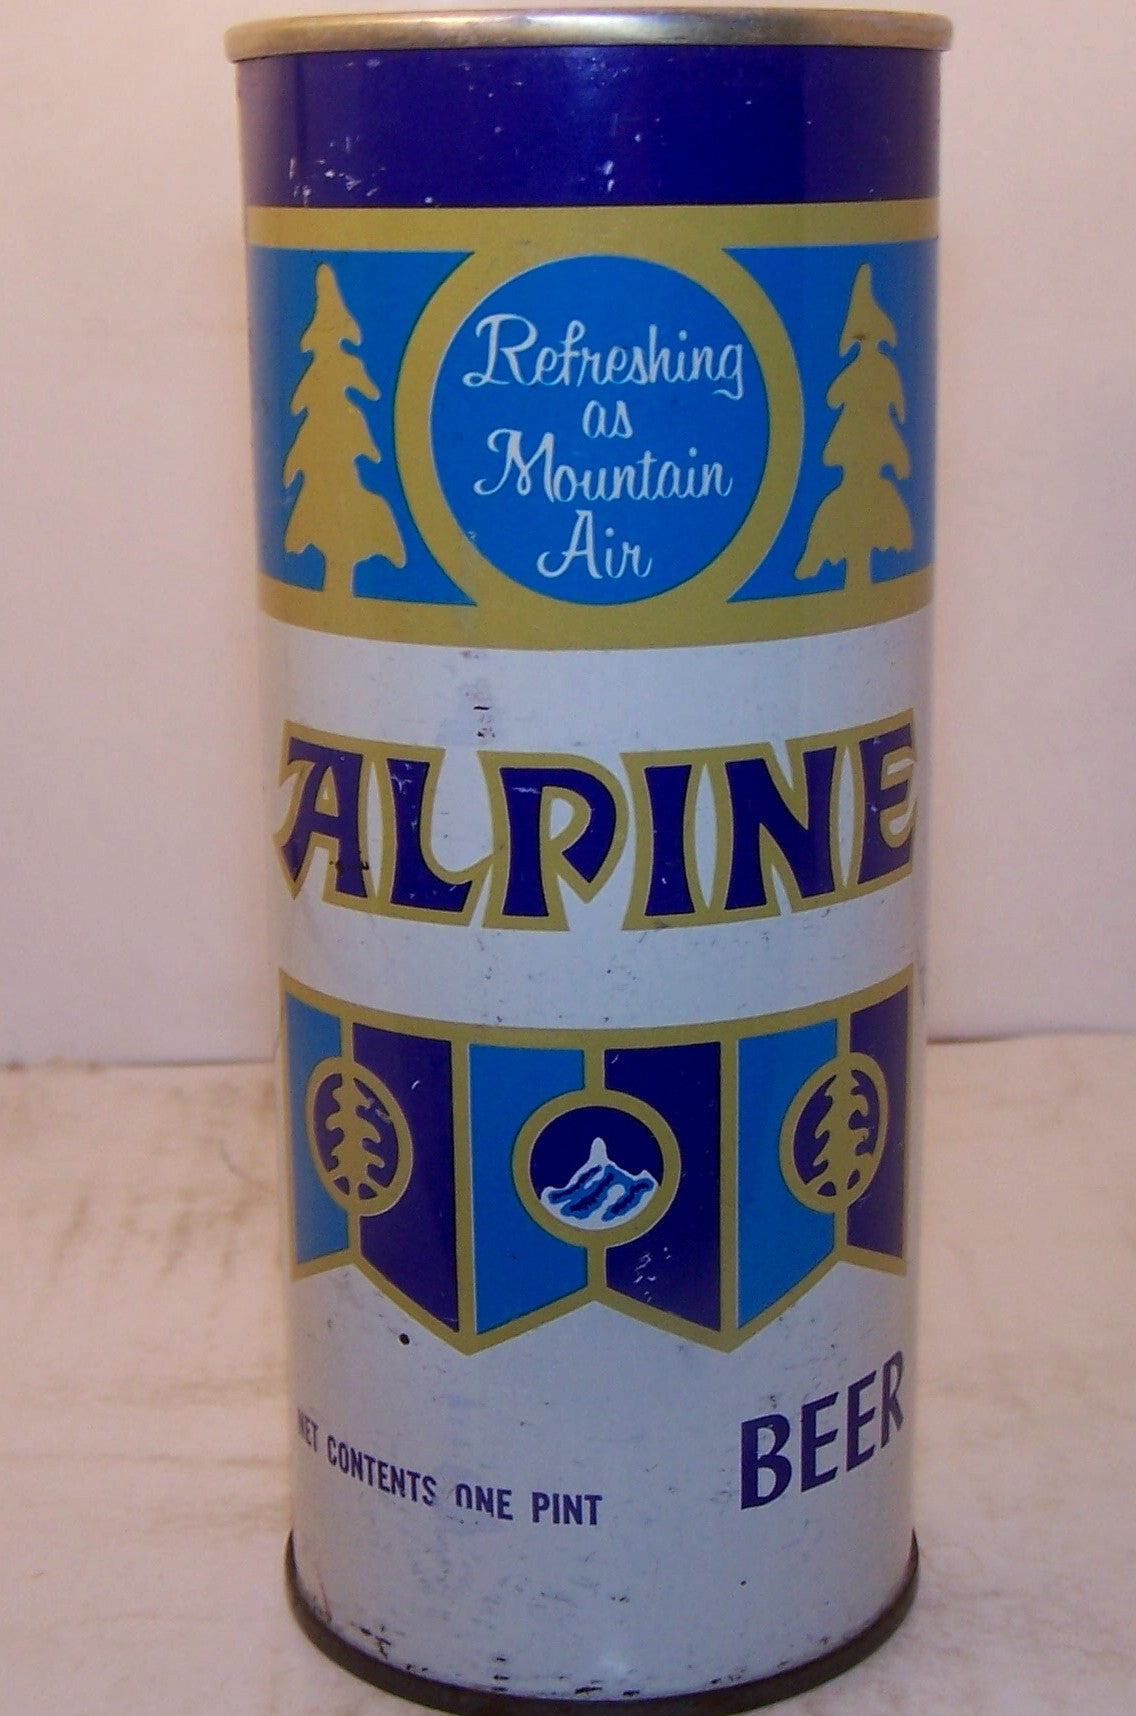 Refreshing
as
Mountain
Air
ALPINE
BEER
NET CONTENTS ONE PINT